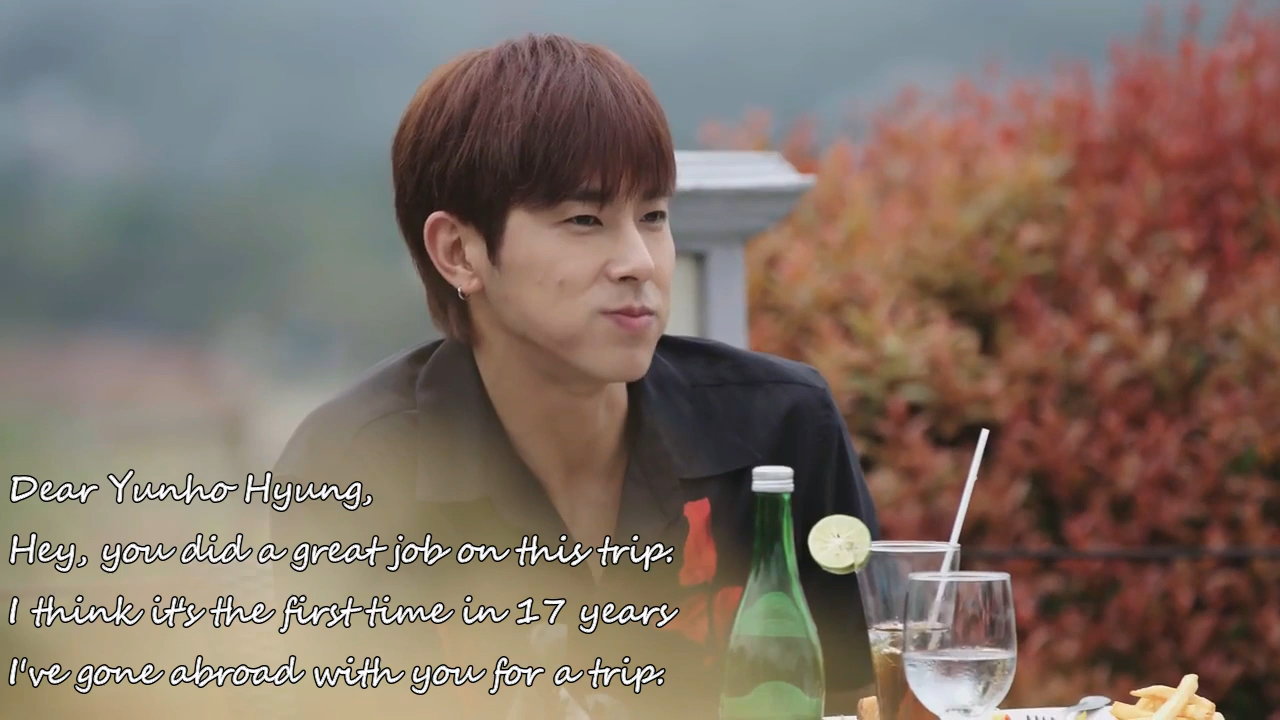 Dear Yunho Hyung,
Hey, you did a great job on this trip.
I think it's the first time in 17 years
I've gone abroad with you for a trip.